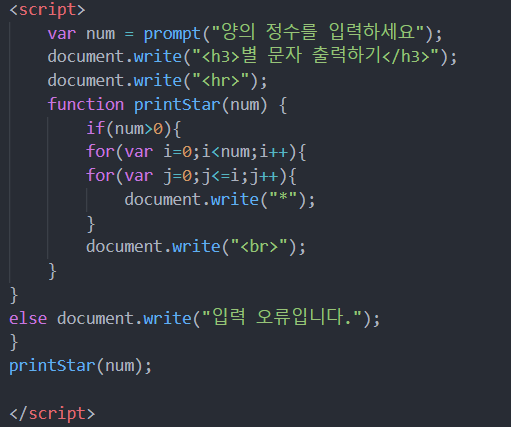 <script>
    var num = prompt("양의 정수를 입력하세요");
    document.write("<h3>별 문자 출력하기</h3>");
    document.write("<hr>");
    function printStar(num) {
        if(num>0){
        for(var i=0;i<num;i++){
        for(var j=0;j<=i;j++){
            document.write("*");
        }
        document.write("<br>");
    }
}
else document.write("입력 오류입니다.");
}
printStar(num);

</script>